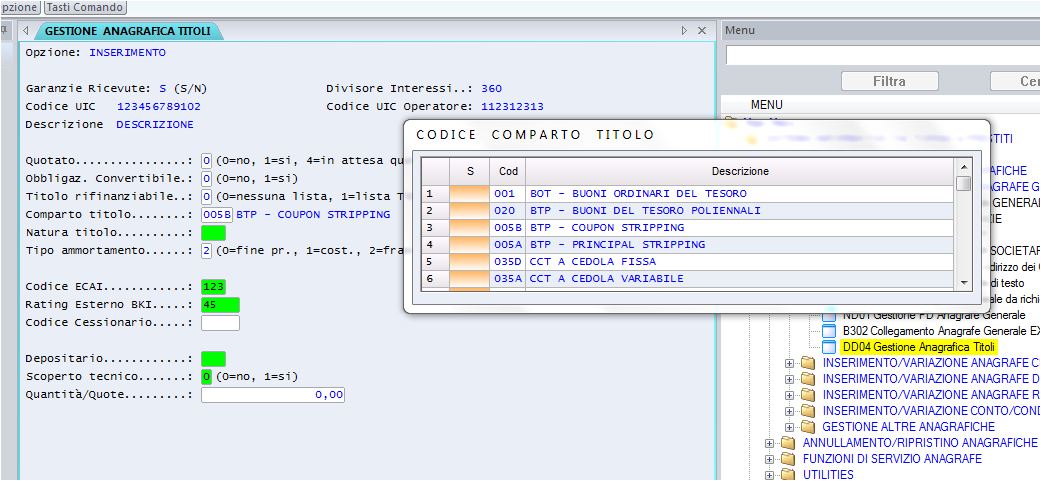 pzione Tasti Comando
GESTIONE ANAGRAFICA TITOLI
Opzione: INSERIMENTO
Garanzie Ricevute: S (S/N) Divisore Interessi..: 360
Codice UIC 123456789102 Codice UIC Operatore: 112312313
Descrizione DESCRIZIONE
Quotato...............: 0 (0=no, 1=si, 4=in attesa qu
Obbligaz. Convertibile.: 0 (0=no, 1=si)
Titolo rifinanziabile..: 0 (0=nessuna lista, 1=lista T
Comparto titolo........: 005B BTP - COUPON STRIPPING
Natura titolo..........:
Tipo ammortamento......: 2 (0=fine pr., 1=cost., 2=fra
Codice ECAI............: 123
Rating Esterno BKI.....: 45
Codice Cessionario.....:
Depositario............:
Scoperto tecnico.......: 0 (0=no, 1=si)
Quantità/Quote.........: 0,00
CODICE COMPARTO TITOLO
S Cod Descrizione
1 001 BOT - BUONI ORDINARI DEL TESORO
2 020 BTP - BUONI DEL TESORO POLIENNALI
3 005B BTP - COUPON STRIPPING
4 005A BTP - PRINCIPAL STRIPPING
5 035D CCT A CEDOLA FISSA
6 035A CCT A CEDOLA VARIABILE
Menu
Filtra Cer
MENU
TITI
AFICHE
AGRAFE G
GENERAL
ZIE
SOCIETAR
dirizzo dei C
di testo
ale da richi
ND01 Gestione PD Anagrafe Generale
B302 Collegamento Anagrafe Generale EX
DD04 Gestione Anagrafica Titoli
INSERIMENTO/VARIAZIONE ANAGRAFE C
INSERIMENTO/VARIAZIONE ANAGRAFE D
INSERIMENTO/VARIAZIONE ANAGRAFE R
INSERIMENTO/VARIAZIONE CONTO/COND
GESTIONE ALTRE ANAGRAFICHE
ANNULLAMENTO/RIPRISTINO ANAGRAFICHE
FUNZIONI DI SERVIZIO ANAGRAFE
UTILITIES